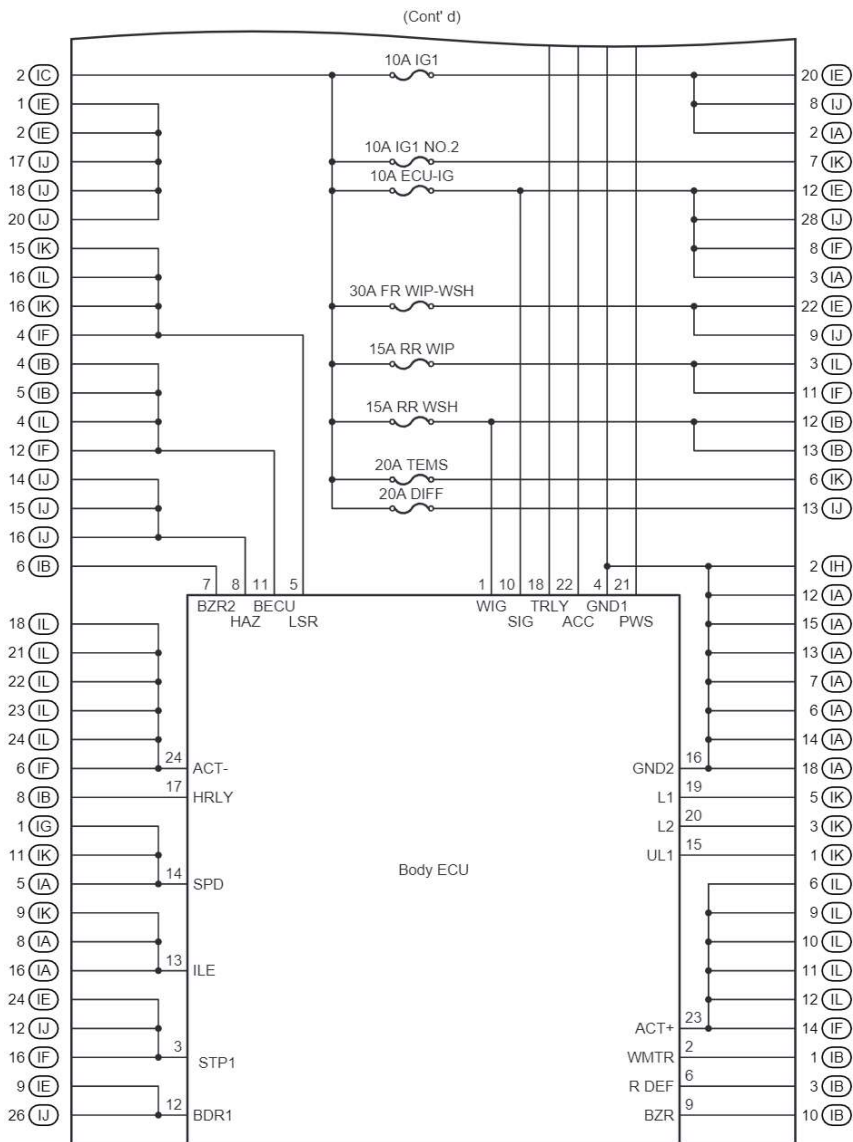 (Cont' d)
10A IG1
2 IC
20 IE
1 IE
8 IJ
2 IE
2 IA
10A IG1 NO.2
17 IJ
7 IK
10A ECU-IG
18 IJ
12 IE
20 IJ
28 IJ
15 IK
8 IF
16 IL
3 IA
30A FR WIP-WSH
16 IK
22 IE
4 IF
9 IJ
15A RR WIP
4 IB
3 IL
5 IB
11 IF
15A RR WSH
4 IL
12 IB
12 IF
13 IB
20A TEMS
14 IJ
6 IK
20A DIFF
15 IJ
13 IJ
16 IJ
6 IB
2 IH
7 8 11 5 1 10 18 22 4 21
12 IA
BZR2 BECU WIG TRLY GND1
HAZ LSR SIG ACC PWS
18 IL
15 IA
21 IL
13 IA
22 IL
7 IA
23 IL
6 IA
24 IL
14 IA
6 IF
24 ACT-
GND2 16
18 IA
8 IB
17 HRLY
L1 19
5 IK
1 IG
L2 20
3 IK
11 IK
UL1 15
1 IK
Body ECU
5 IA
14 SPD
6 IL
9 IK
9 IL
8 IA
10 IL
16 IA
13 ILE
11 IL
24 IE
12 IL
12 IJ
ACT+ 23
14 IF
16 IF
3 STP1
WMTR 2
1 IB
9 IE
R DEF 6
3 IB
26 IJ
12 BDR1
BZR 9
10 IB